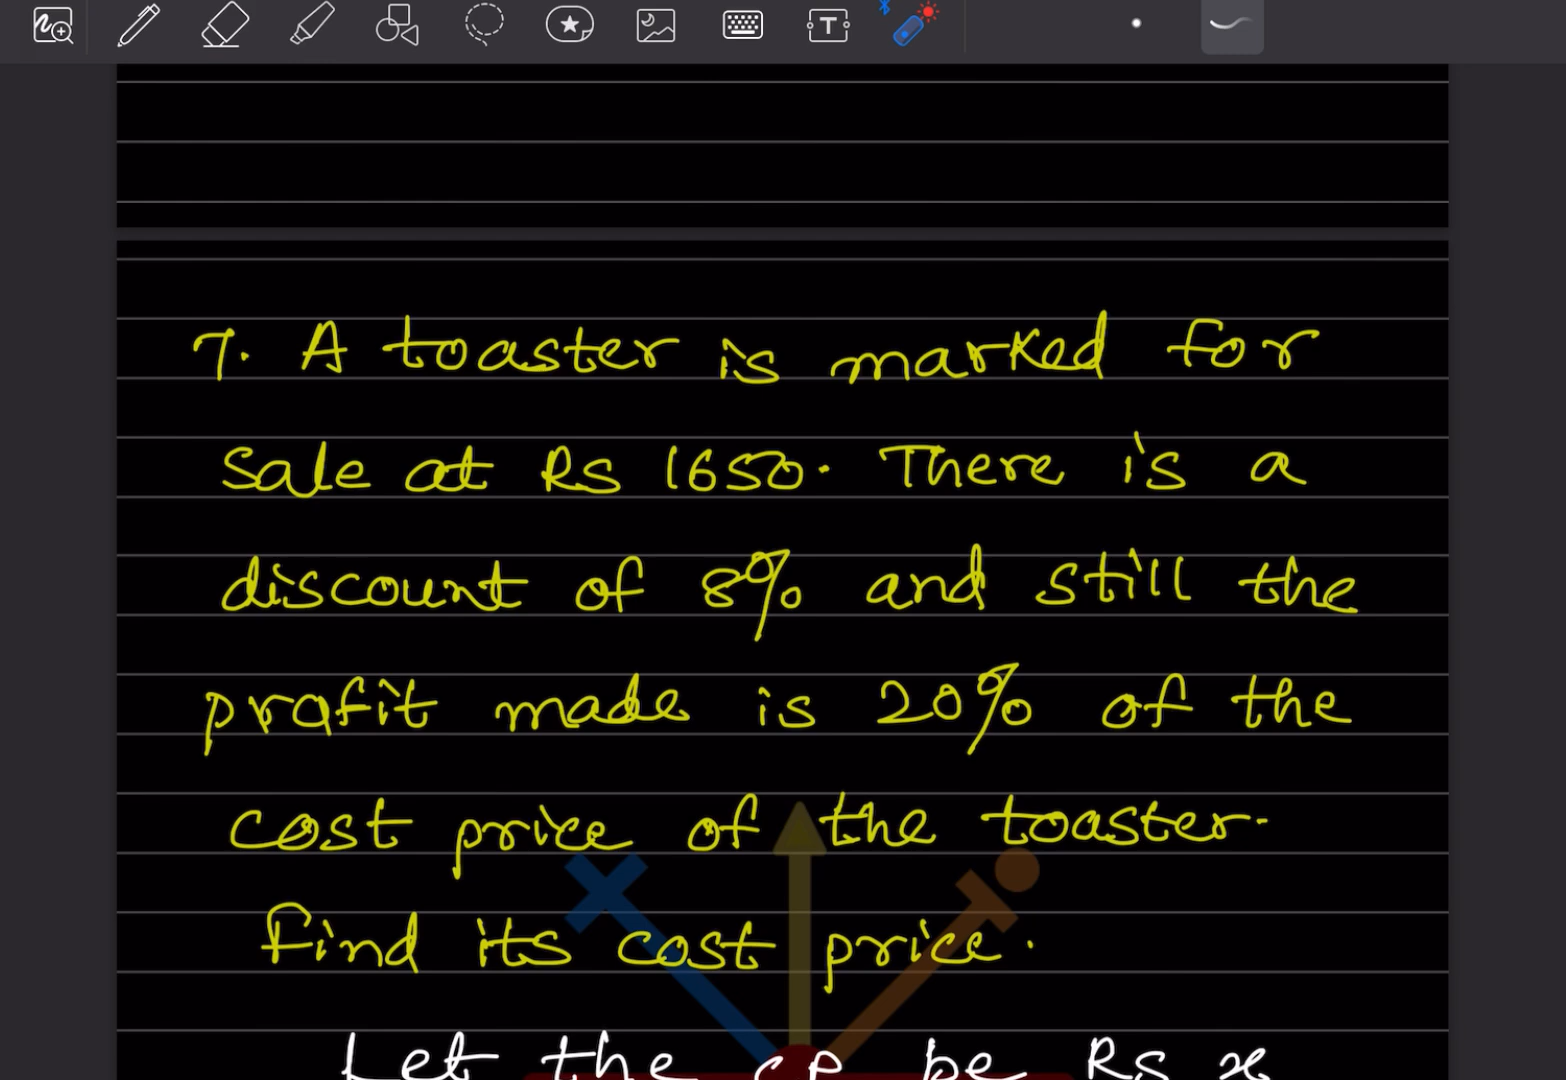 7. A toaster is marked for
sale at Rs 1650. There is a
discount of 8% and still the
profit made is 20% of the
cost price of the toaster.
find its cost price.
Let the CP be Rs x